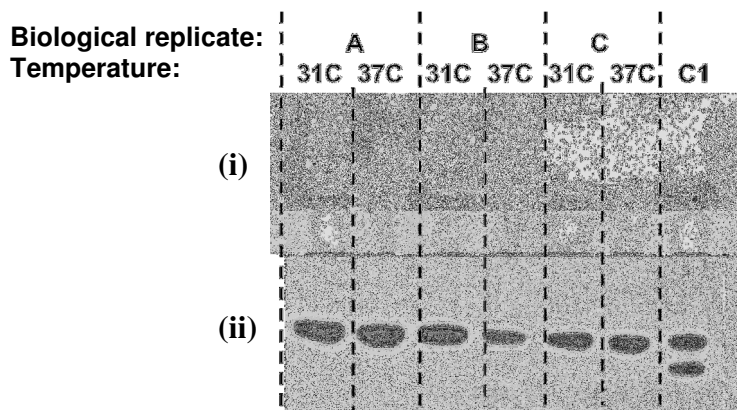 Biological replicate: A B C
Temperature: 31C 37C 31C 37C 31C 37C C1
(i)
(ii)